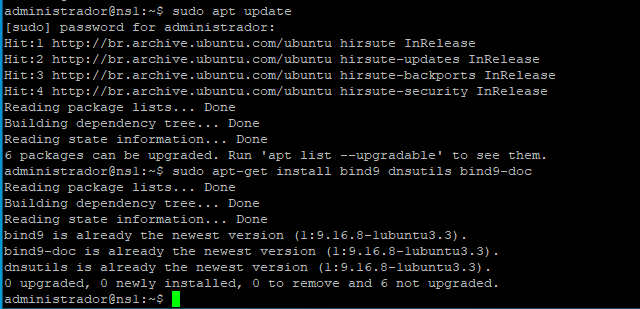 administrador@ns1:~$ sudo apt update
[sudo] password for administrador:
Hit:1 http://br.archive.ubuntu.com/ubuntu hirsute InRelease
Hit:2 http://br.archive.ubuntu.com/ubuntu hirsute-updates InRelease
Hit:3 http://br.archive.ubuntu.com/ubuntu hirsute-backports InRelease
Hit:4 http://br.archive.ubuntu.com/ubuntu hirsute-security InRelease
Reading package lists... Done
Building dependency tree... Done
Reading state information... Done
6 packages can be upgraded. Run 'apt list --upgradable' to see them.
administrador@ns1:~$ sudo apt-get install bind9 dnsutils bind9-doc
Reading package lists... Done
Building dependency tree... Done
Reading state information... Done
bind9 is already the newest version (1:9.16.8-1ubuntu3.3).
bind9-doc is already the newest version (1:9.16.8-1ubuntu3.3).
dnsutils is already the newest version (1:9.16.8-1ubuntu3.3).
0 upgraded, 0 newly installed, 0 to remove and 6 not upgraded.
administrador@ns1:~$